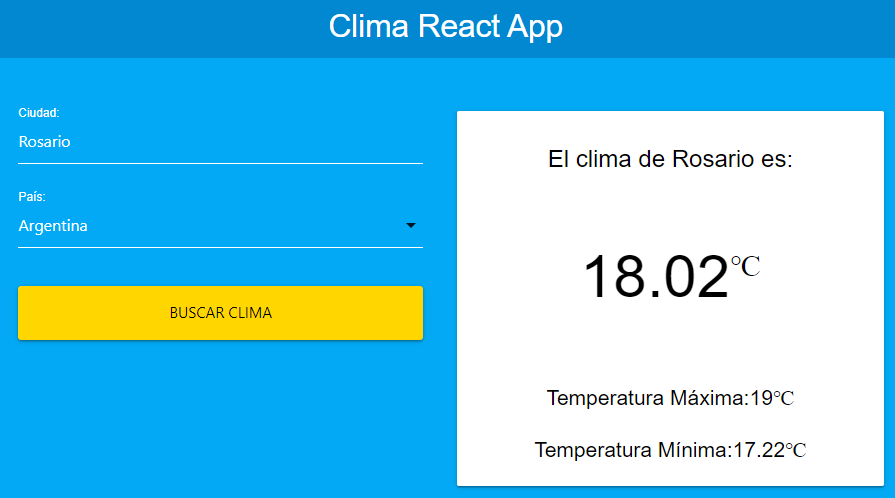 Clima React App
Ciudad:
Rosario
País:
Argentina
BUSCAR CLIMA
El clima de Rosario es:
18.02℃
Temperatura Máxima:19℃
Temperatura Mínima:17.22℃